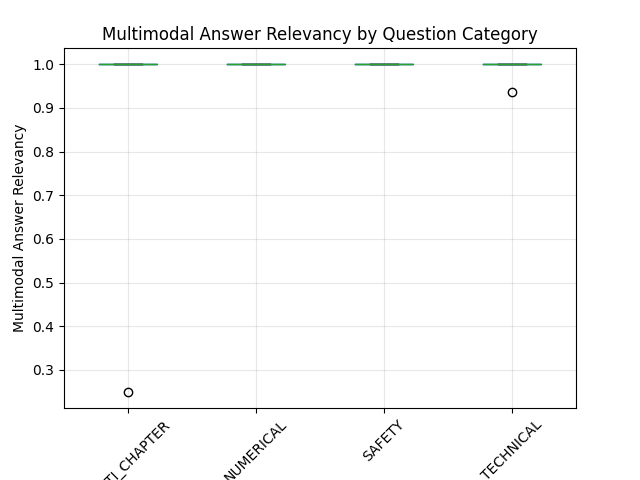 Multimodal Answer Relevancy by Question Category
Multimodal Answer Relevancy
1.0
0.9
0.8
0.7
0.6
0.5
0.4
0.3
TI_CHAPTER
NUMERICAL
SAFETY
TECHNICAL